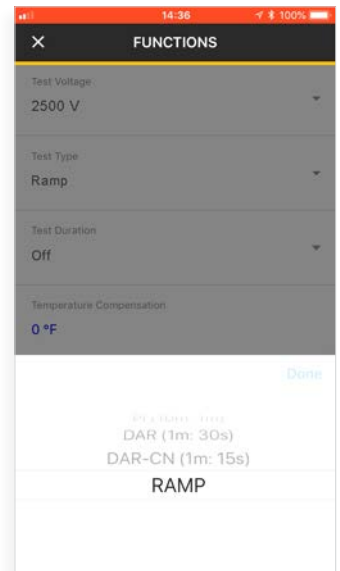 14:36
100%
FUNCTIONS
Test Voltage
2500 V
Test Type
Ramp
Test Duration
Off
Temperature Compensation
0 °F
Done
DAR (1m: 30s)
DAR-CN (1m: 15s)
RAMP